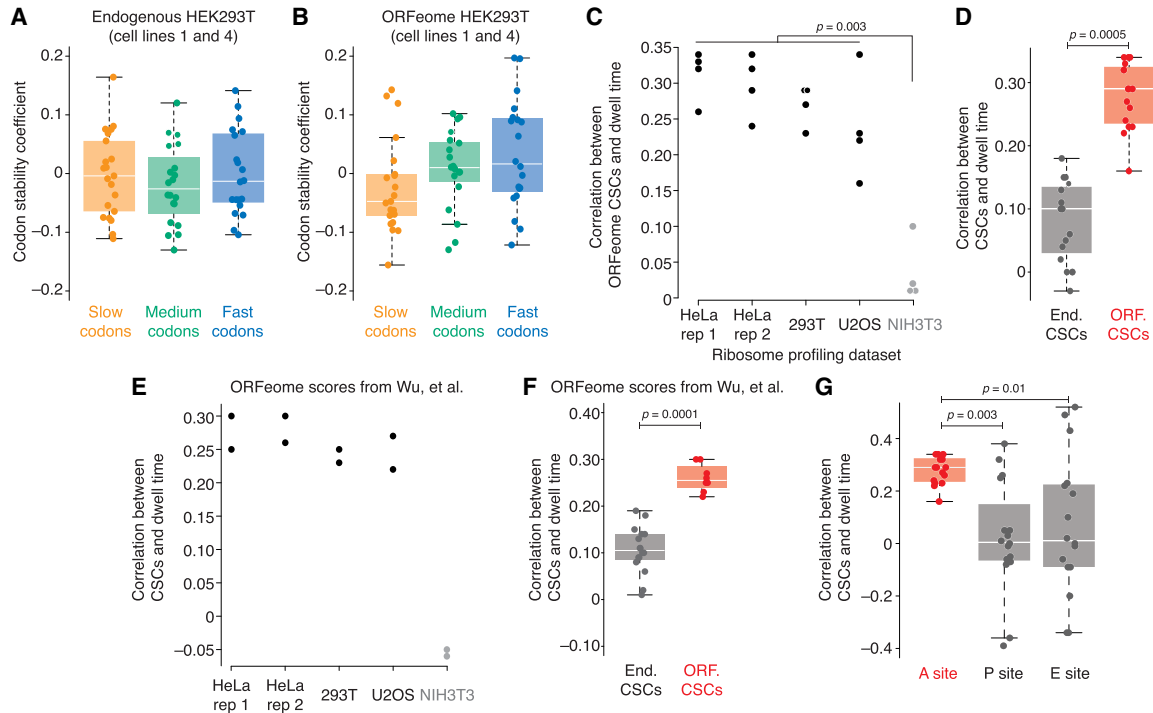 A
Endogenous HEK293T
(cell lines 1 and 4)
Codon stability coefficient
0.2
0.1
0
–0.1
–0.2
Slow
codons
Medium
codons
Fast
codons
B
ORFeome HEK293T
(cell lines 1 and 4)
Codon stability coefficient
0.2
0.1
0
–0.1
–0.2
Slow
codons
Medium
codons
Fast
codons
C
p = 0.003
Correlation between
ORFeome CSCs and dwell time
0.35
0.30
0.25
0.20
0.15
0.10
0.05
0
HeLa
rep 1
HeLa
rep 2
293T
U2OS
NIH3T3
Ribosome profiling dataset
D
p = 0.0005
Correlation between
CSCs and dwell time
0.30
0.20
0.10
0
End.
CSCs
ORF.
CSCs
E
ORFeome scores from Wu, et al.
Correlation between
CSCs and dwell time
0.30
0.25
0.20
0.15
0.10
0.05
0
–0.05
HeLa
rep 1
HeLa
rep 2
293T
U2OS
NIH3T3
F
ORFeome scores from Wu, et al.
p = 0.0001
Correlation between
CSCs and dwell time
0.40
0.30
0.20
0.10
0
–0.10
End.
CSCs
ORF.
CSCs
G
p = 0.01
p = 0.003
Correlation between
CSCs and dwell time
0.4
0.2
0
–0.2
–0.4
A site
P site
E site